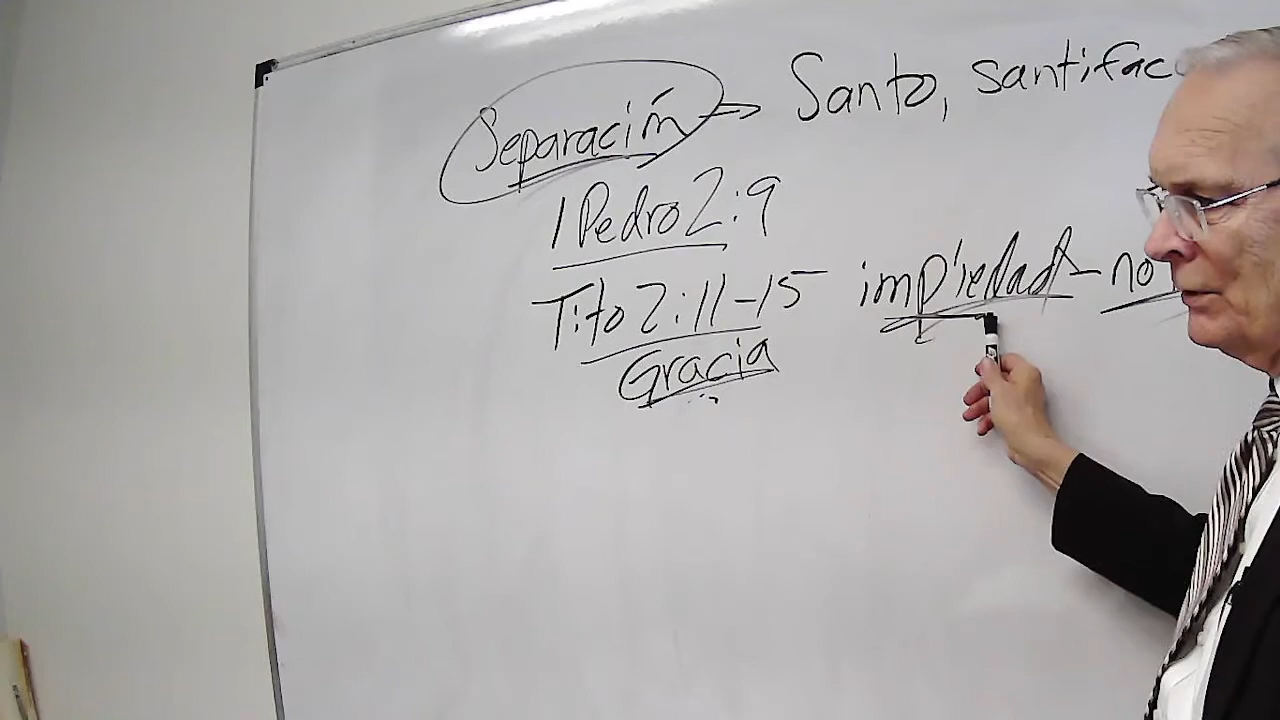 Separación → Santo, santifac
1 Pedro 2:9
Tito 2:11-15 impiedad - no
Gracia